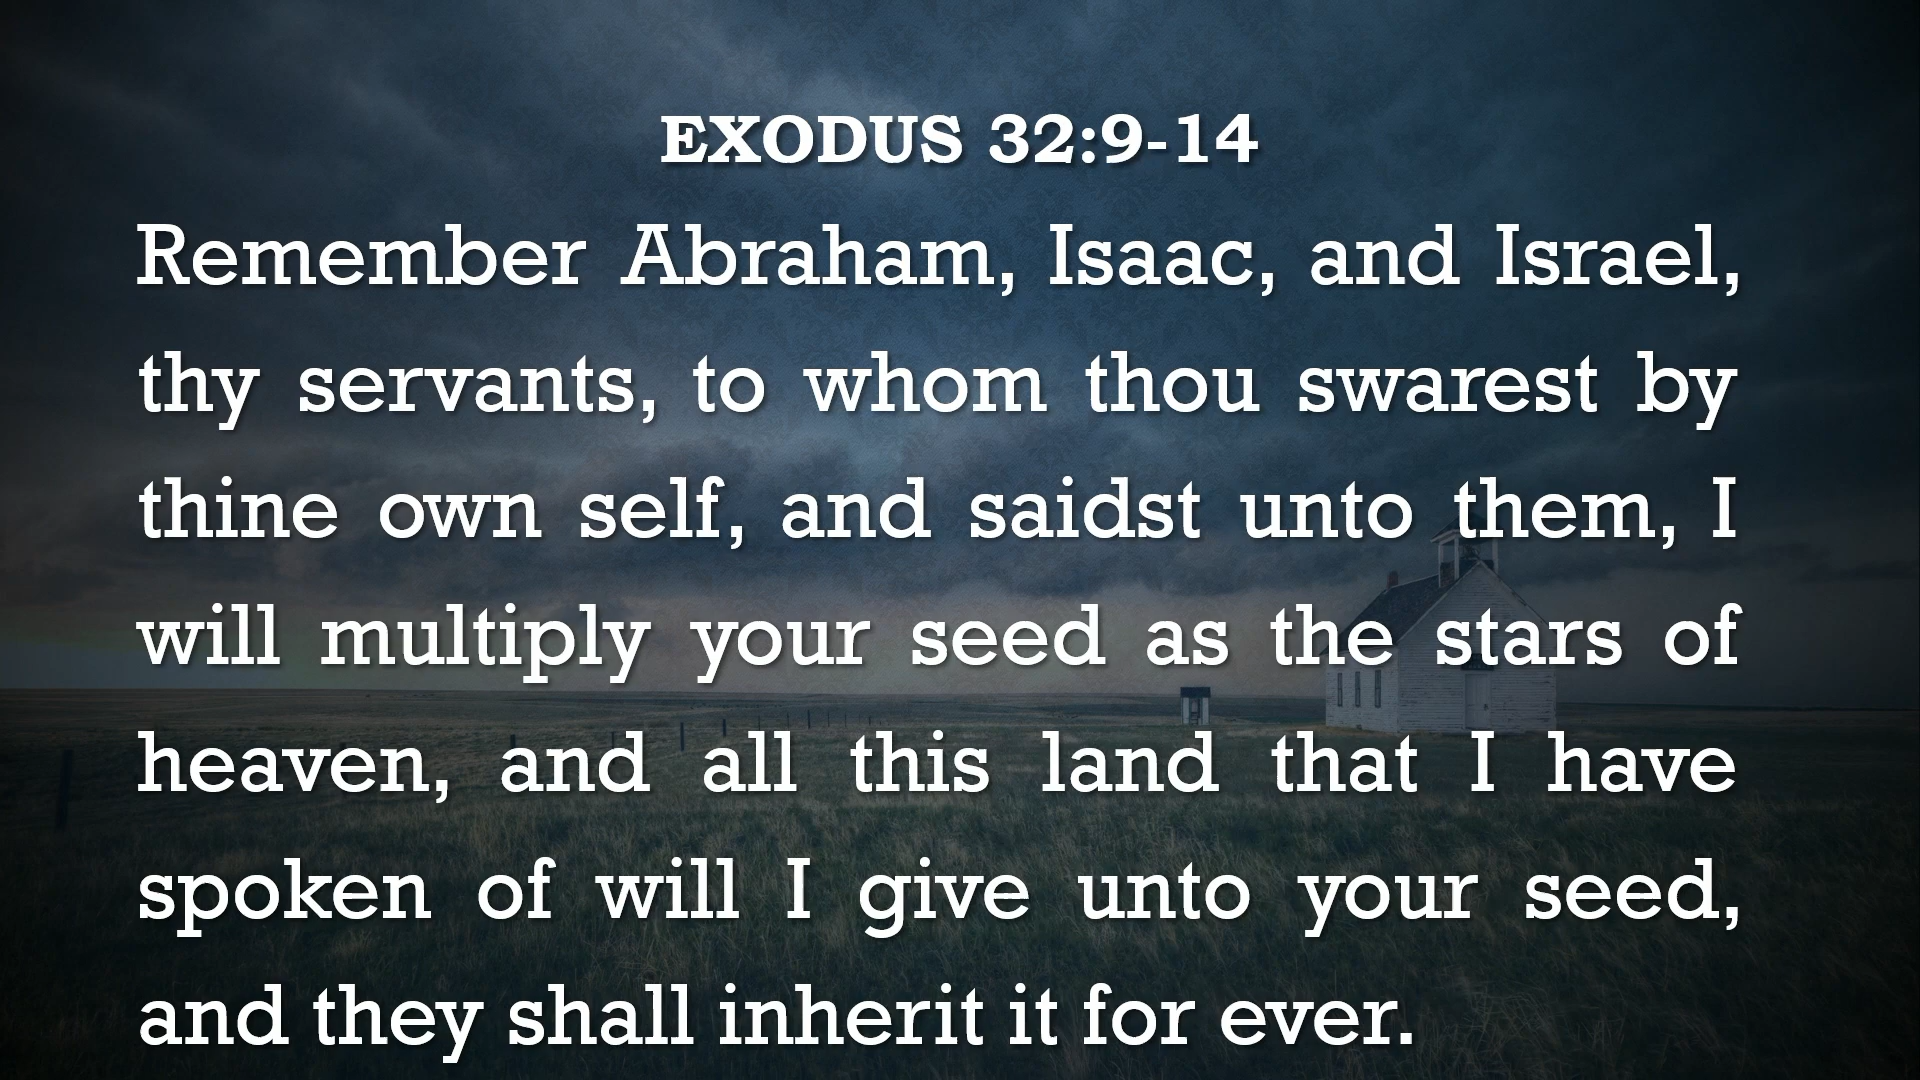 EXODUS 32:9-14
Remember Abraham, Isaac, and Israel,
thy servants, to whom thou swarest by
thine own self, and saidst unto them, I
will multiply your seed as the stars of
heaven, and all this land that I have
spoken of will I give unto your seed,
and they shall inherit it for ever.